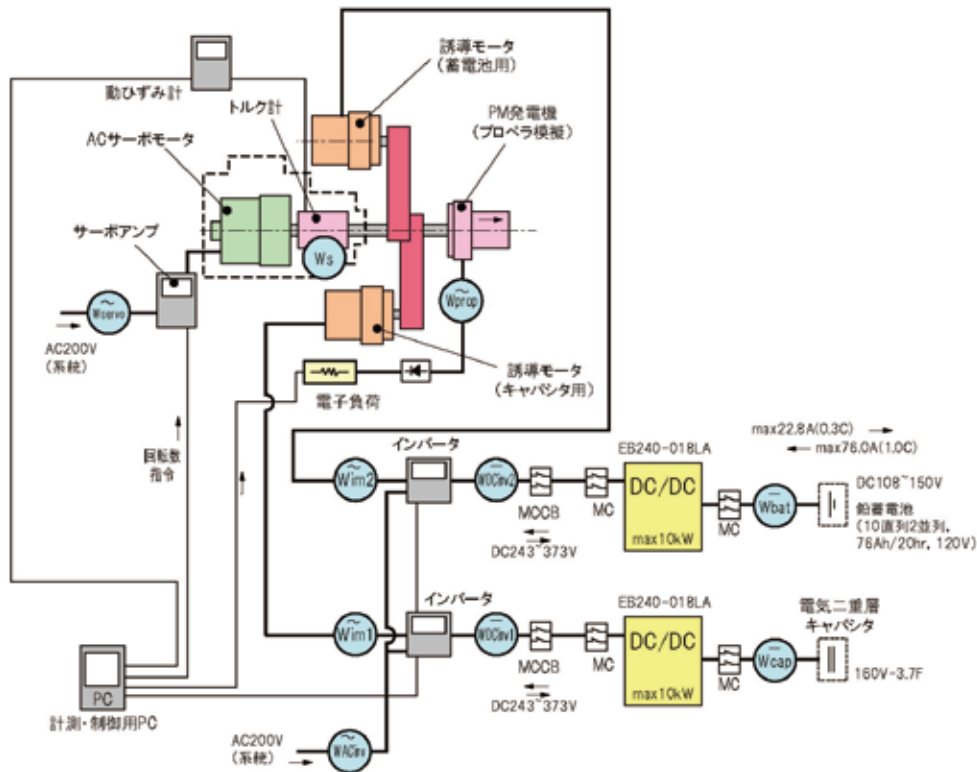 誘導モータ
(蓄電池用)
動ひずみ計
トルク計
PM発電機
(プロペラ模擬)
ACサーボモータ
サーボアンプ
Ws
Wservo
Wprop
AC200V
(系統)
誘導モータ
(キャパシタ用)
電子負荷
回転数
指令
インバータ
EB240-018LA
max22.8A(0.3C)
max76.0A(1.0C)
Wim2
WDCinv2
MCCB
MC
DC/DC
max10kW
MC
Wbat
DC108~150V
鉛蓄電池
(10直列2並列,
76Ah/20hr, 120V)
DC243~373V
インバータ
EB240-018LA
電気二重層
キャパシタ
Wim1
WDCinv1
MCCB
MC
DC/DC
max10kW
MC
Wcap
160V-3.7F
DC243~373V
PC
計測・制御用PC
AC200V
(系統)
WACinv